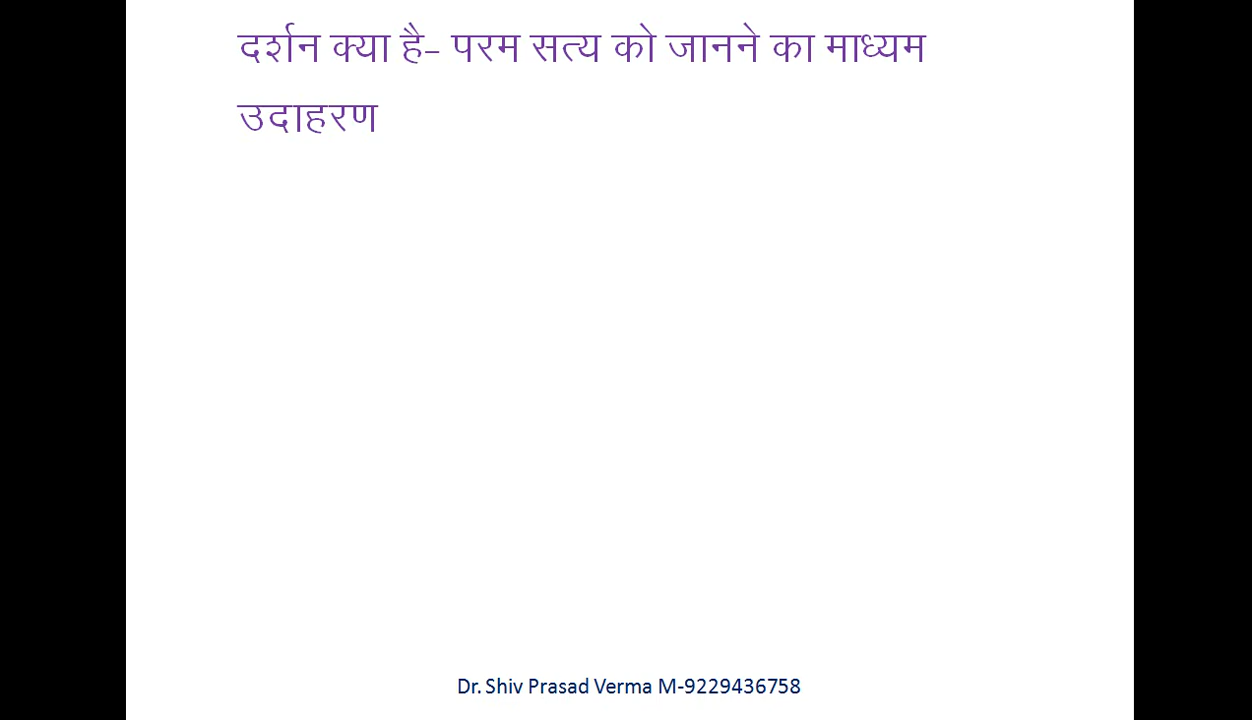 दर्शन क्या है– परम सत्य को जानने का माध्यम
उदाहरण
Dr. Shiv Prasad Verma M-9229436758